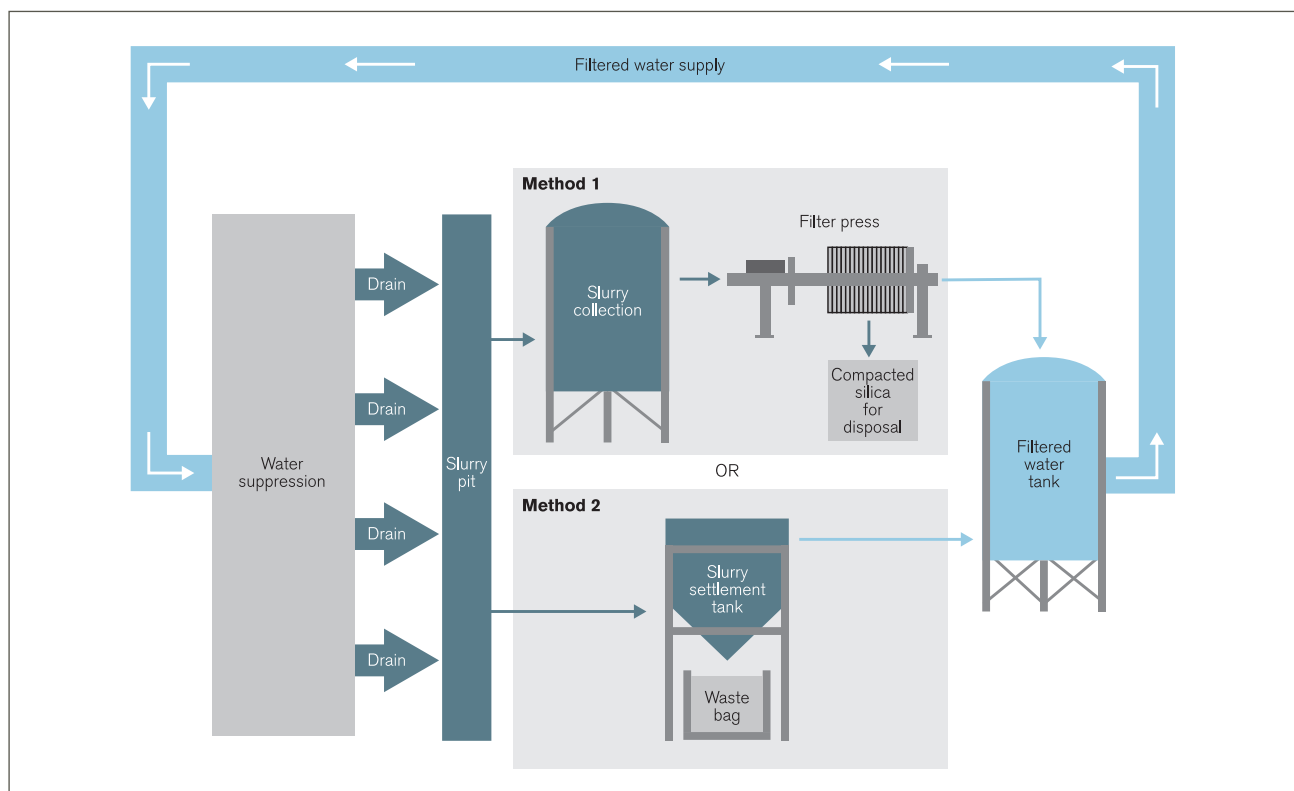 Filtered water supply
Method 1
Filter press
Slurry
collection
Compacted
silica
for
disposal
Drain
Drain
Drain
Drain
Water
suppression
Slurry
pit
OR
Filtered
water
tank
Method 2
Slurry
settlement
tank
Waste
bag